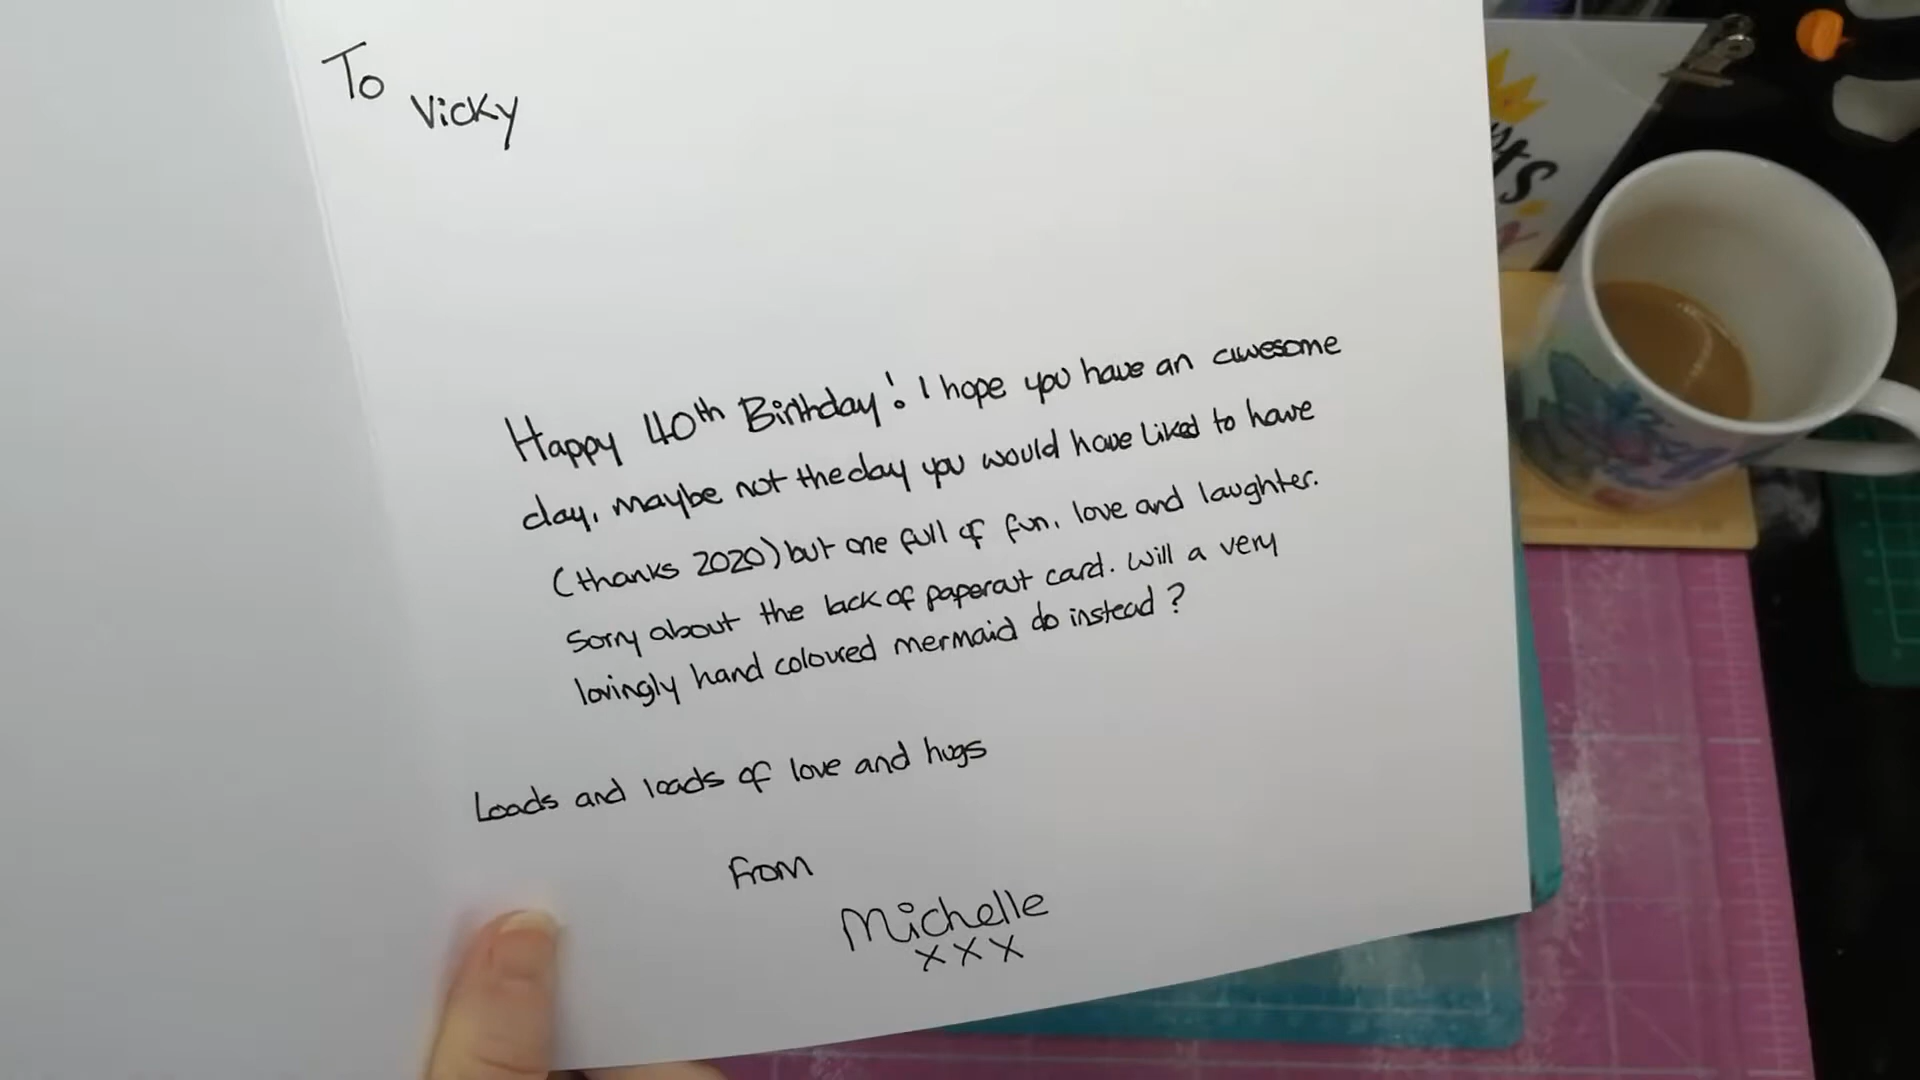 To
Vicky
Happy 40th Birthday! I hope you have an awesome
day, maybe not the day you would have liked to have
(thanks 2020) but one full of fun, love and laughter.
Sorry about the lack of papercut card. Will a very
lovingly hand coloured mermaid do instead?
Loads and loads of love and hugs
from
Michelle
xxx